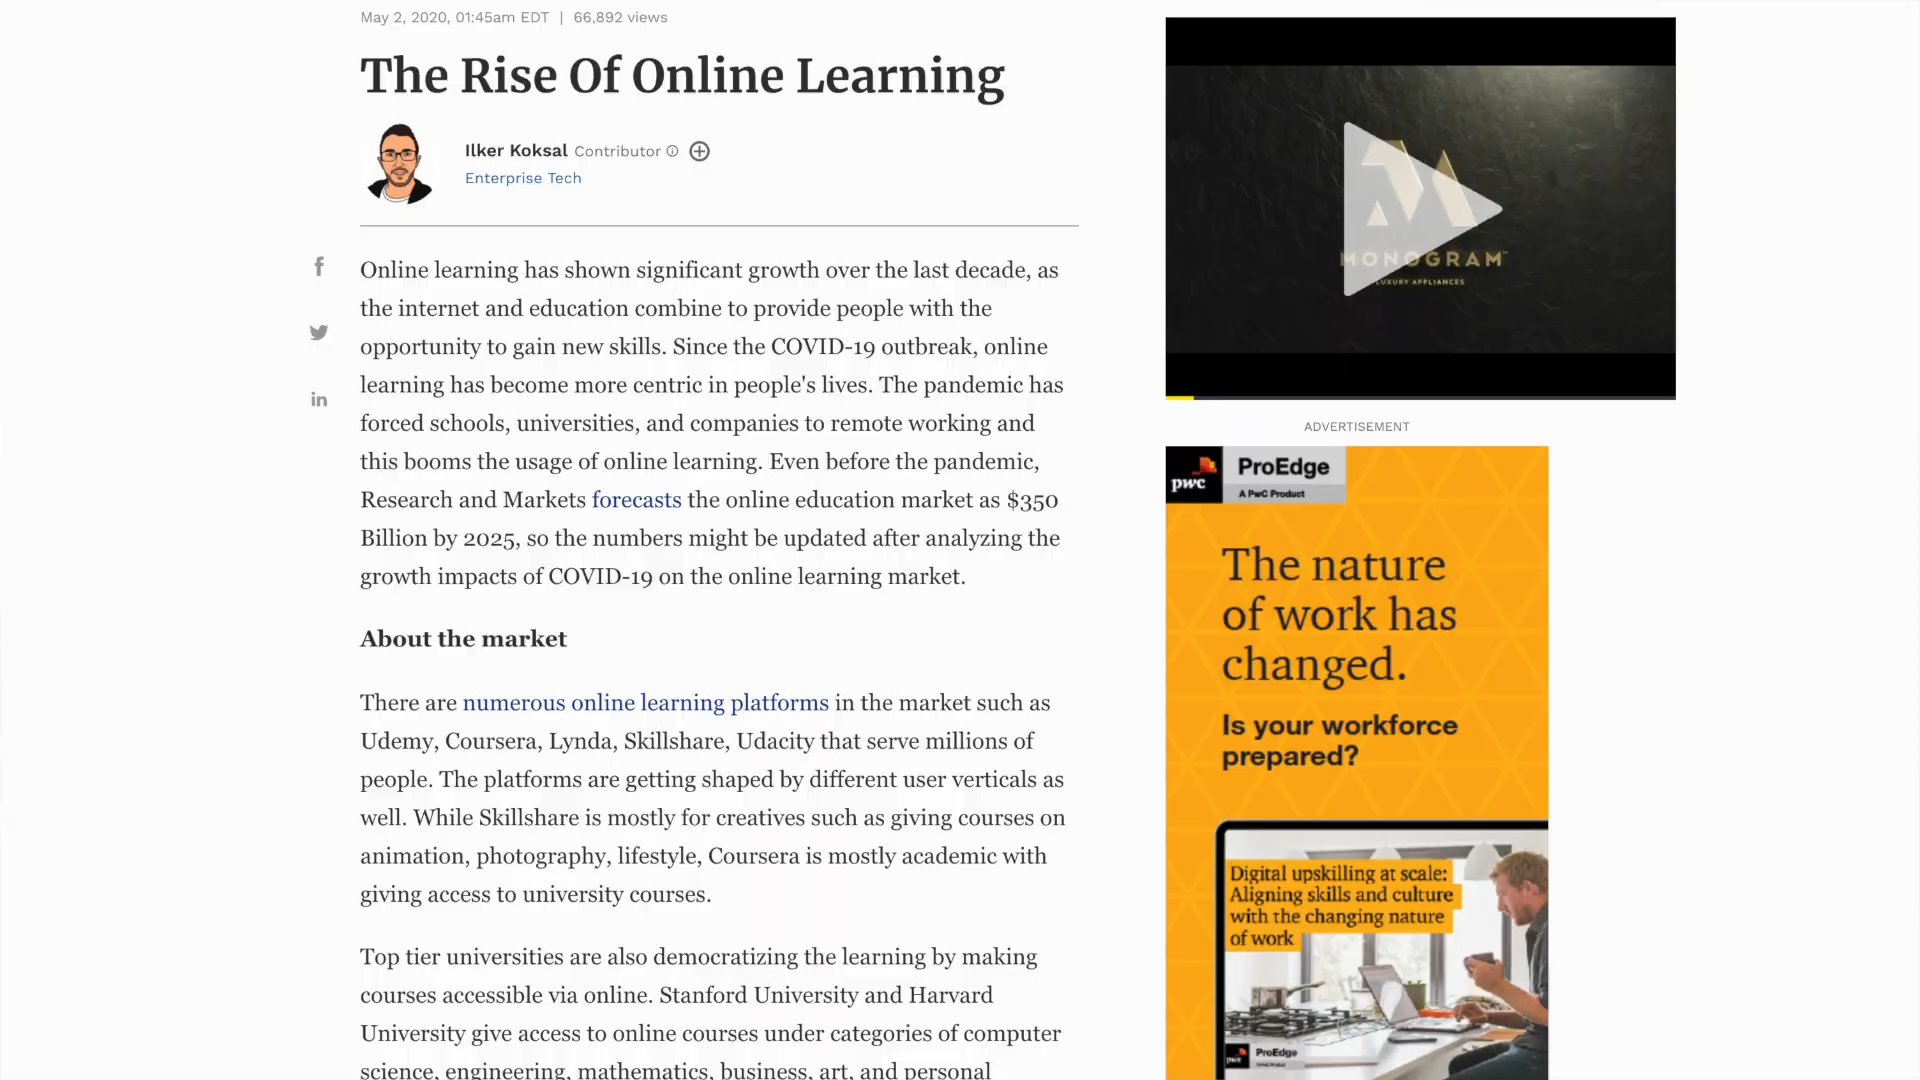 May 2, 2020, 01:45am EDT | 66,892 views
The Rise Of Online Learning
Ilker Koksal Contributor
Enterprise Tech
Online learning has shown significant growth over the last decade, as
the internet and education combine to provide people with the
opportunity to gain new skills. Since the COVID-19 outbreak, online
learning has become more centric in people's lives. The pandemic has
forced schools, universities, and companies to remote working and
this booms the usage of online learning. Even before the pandemic,
Research and Markets forecasts the online education market as $350
Billion by 2025, so the numbers might be updated after analyzing the
growth impacts of COVID-19 on the online learning market.
About the market
There are numerous online learning platforms in the market such as
Udemy, Coursera, Lynda, Skillshare, Udacity that serve millions of
people. The platforms are getting shaped by different user verticals as
well. While Skillshare is mostly for creatives such as giving courses on
animation, photography, lifestyle, Coursera is mostly academic with
giving access to university courses.
Top tier universities are also democratizing the learning by making
courses accessible via online. Stanford University and Harvard
University give access to online courses under categories of computer
science, engineering, mathematics, business, art, and personal
MONOGRAM
LUXURY APPLIANCES
ADVERTISEMENT
pwc
ProEdge
A PwC Product
The nature
of work has
changed.
Is your workforce
prepared?
Digital upskilling at scale:
Aligning skills and culture
with the changing nature
of work
pwc
ProEdge